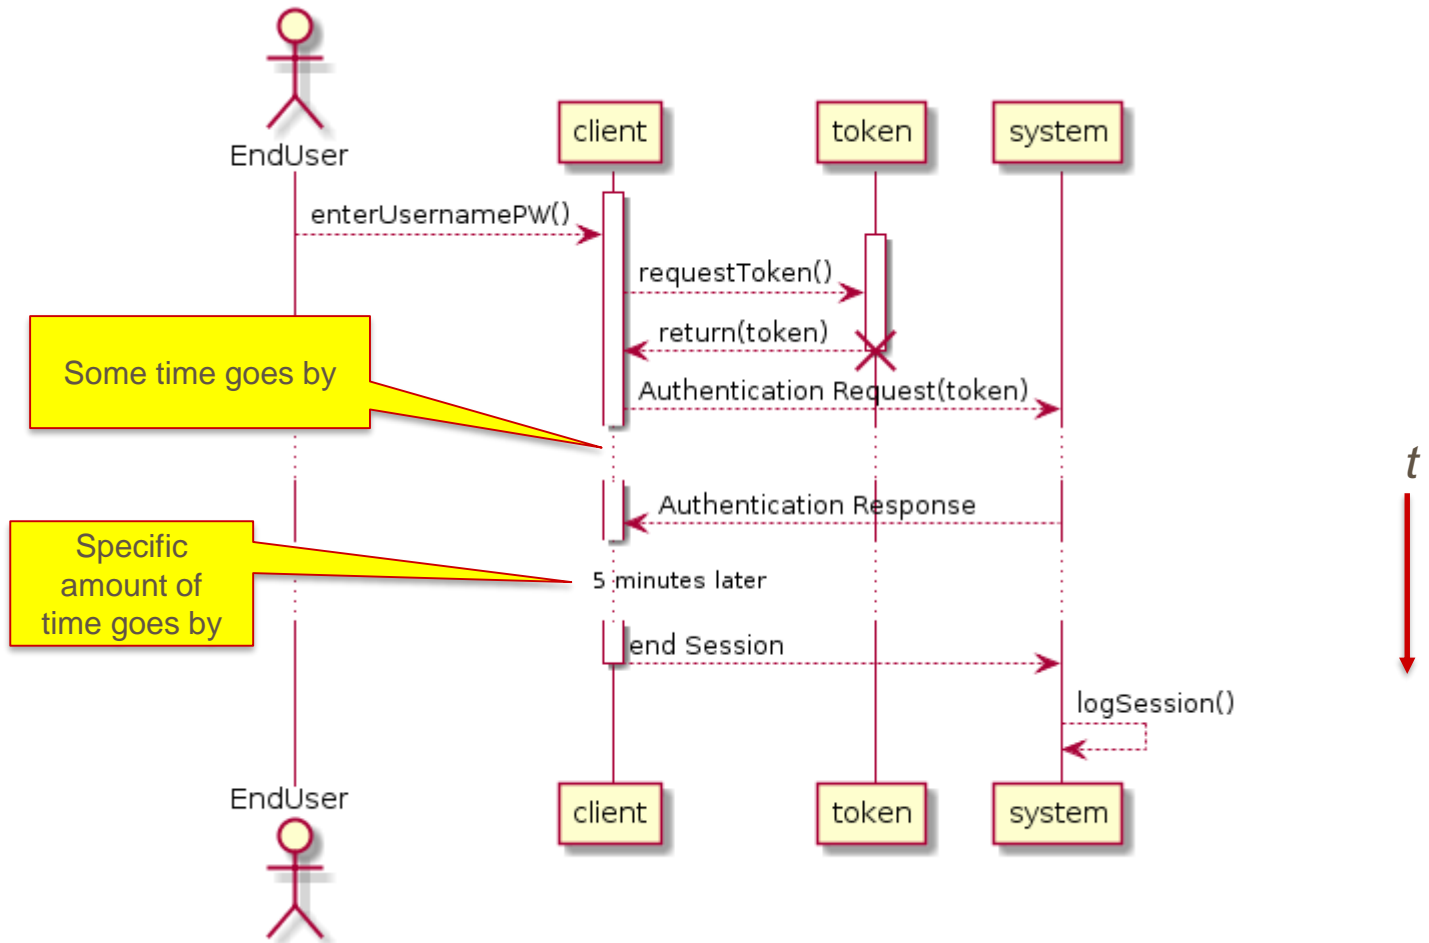 EndUser
client
token
system
enterUsernamePW()
requestToken()
return(token)
Some time goes by
Authentication Request(token)
t
Authentication Response
Specific
amount of
time goes by
5 minutes later
end Session
logSession()
EndUser
client
token
system